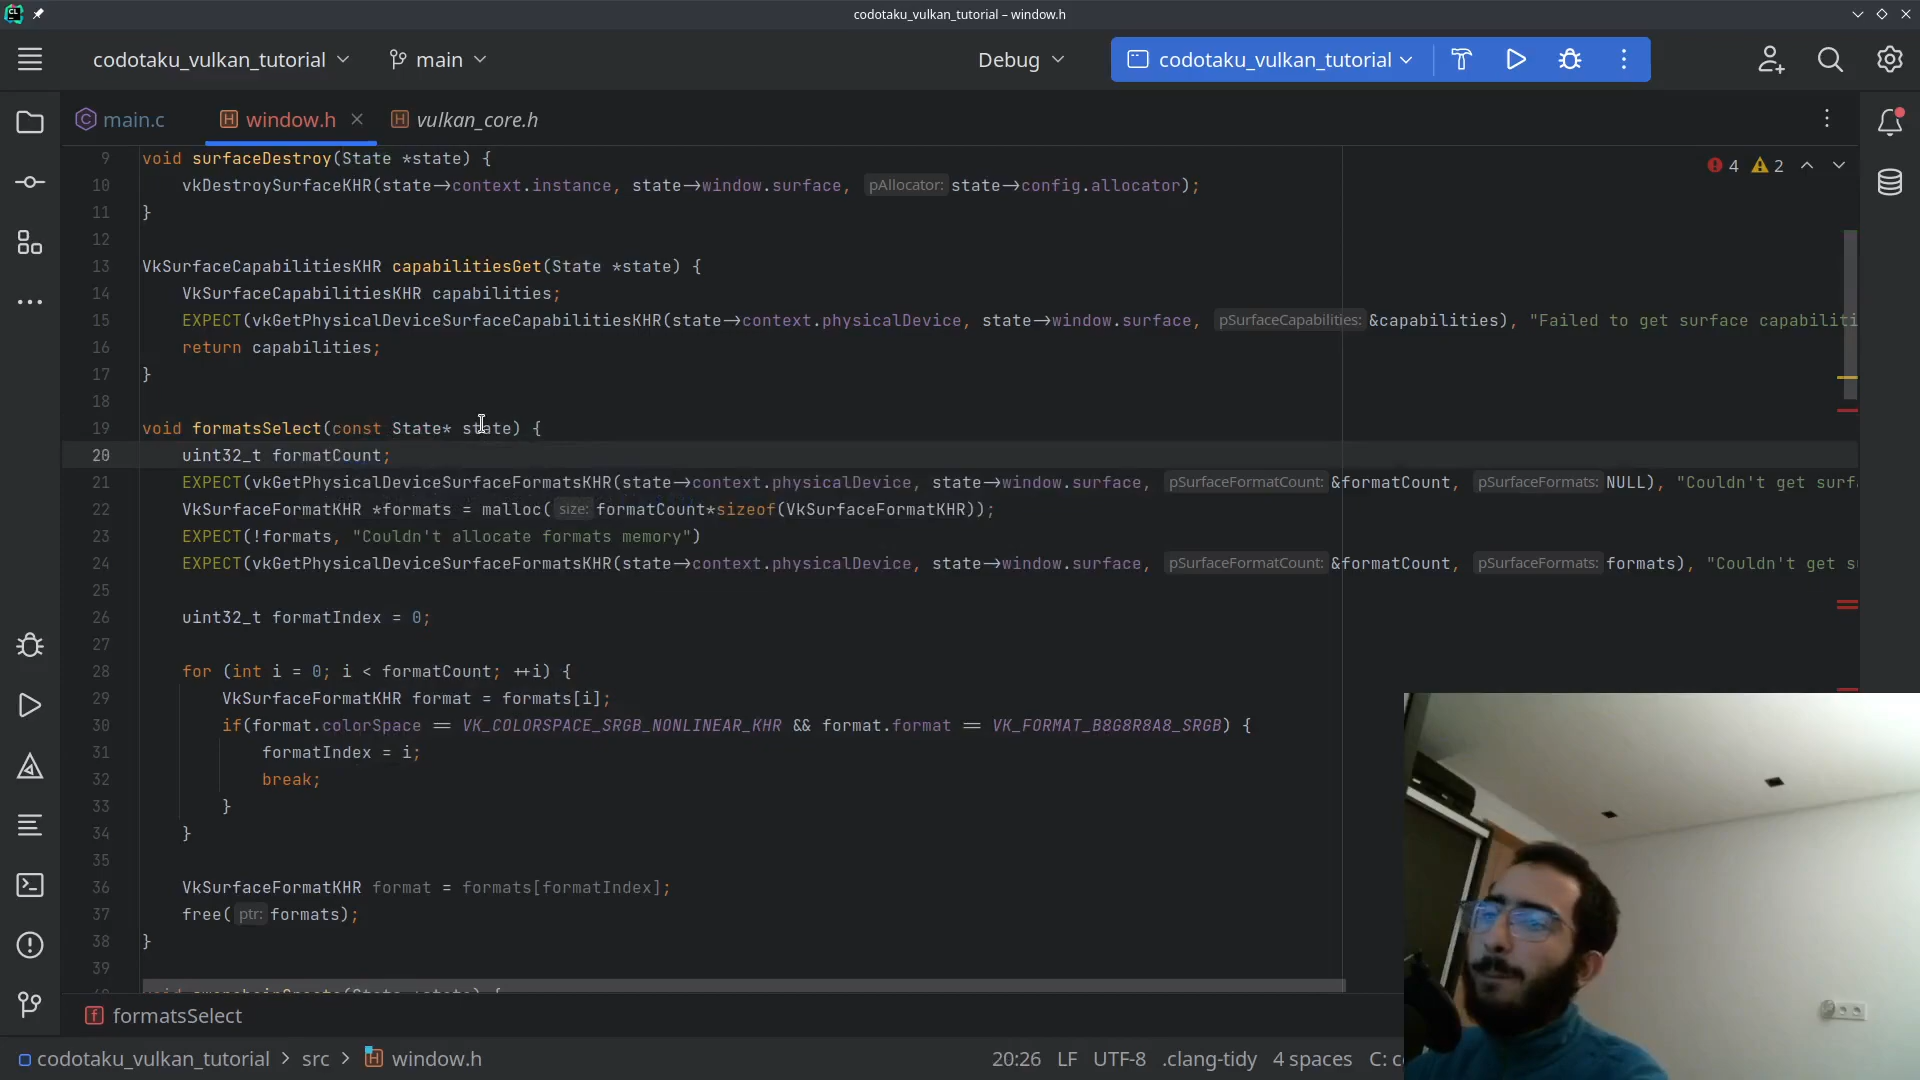 codotaku_vulkan_tutorial – window.h
codotaku_vulkan_tutorial
main
Debug
codotaku_vulkan_tutorial
main.c
window.h
vulkan_core.h
4
2
9 void surfaceDestroy(State *state) {
10 vkDestroySurfaceKHR(state->context.instance, state->window.surface, pAllocator: state->config.allocator);
11 }
12
13 VkSurfaceCapabilitiesKHR capabilitiesGet(State *state) {
14 VkSurfaceCapabilitiesKHR capabilities;
15 EXPECT(vkGetPhysicalDeviceSurfaceCapabilitiesKHR(state->context.physicalDevice, state->window.surface, pSurfaceCapabilities: &capabilities), "Failed to get surface capabiliti
16 return capabilities;
17 }
18
19 void formatsSelect(const State* state) {
20 uint32_t formatCount;
21 EXPECT(vkGetPhysicalDeviceSurfaceFormatsKHR(state->context.physicalDevice, state->window.surface, pSurfaceFormatCount: &formatCount, pSurfaceFormats: NULL), "Couldn't get surf
22 VkSurfaceFormatKHR *formats = malloc( size: formatCount*sizeof(VkSurfaceFormatKHR));
23 EXPECT(!formats, "Couldn't allocate formats memory")
24 EXPECT(vkGetPhysicalDeviceSurfaceFormatsKHR(state->context.physicalDevice, state->window.surface, pSurfaceFormatCount: &formatCount, pSurfaceFormats: formats), "Couldn't get s
25
26 uint32_t formatIndex = 0;
27
28 for (int i = 0; i < formatCount; ++i) {
29 VkSurfaceFormatKHR format = formats[i];
30 if(format.colorSpace == VK_COLORSPACE_SRGB_NONLINEAR_KHR && format.format == VK_FORMAT_B8G8R8A8_SRGB) {
31 formatIndex = i;
32 break;
33 }
34 }
35
36 VkSurfaceFormatKHR format = formats[formatIndex];
37 free( ptr: formats);
38 }
39
formatsSelect
codotaku_vulkan_tutorial > src > window.h
20:26 LF UTF-8 .clang-tidy 4 spaces C: c